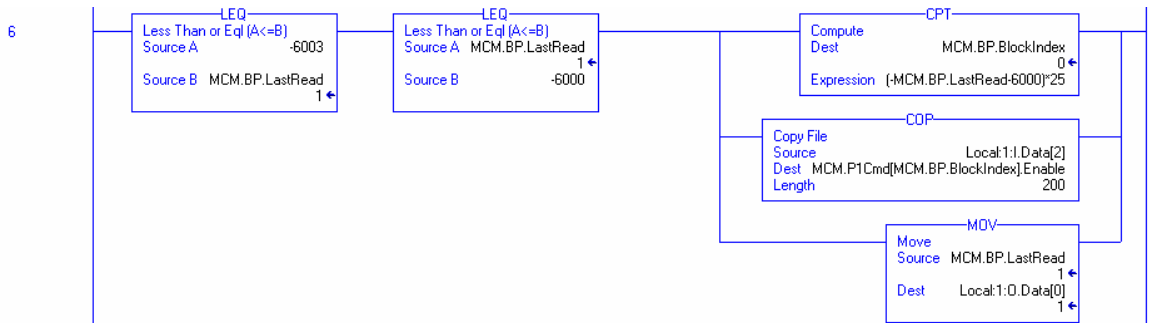 6
LEQ
Less Than or Eql (A<=B)
Source A -6003
Source B MCM.BP.LastRead
1
LEQ
Less Than or Eql (A<=B)
Source A MCM.BP.LastRead
1
Source B -6000
CPT
Compute
Dest MCM.BP.BlockIndex
0
Expression (-MCM.BP.LastRead-6000)*25
COP
Copy File
Source Local:1:I.Data[2]
Dest MCM.P1Cmd[MCM.BP.BlockIndex].Enable
Length 200
MOV
Move
Source MCM.BP.LastRead
1
Dest Local:1:O.Data[0]
1